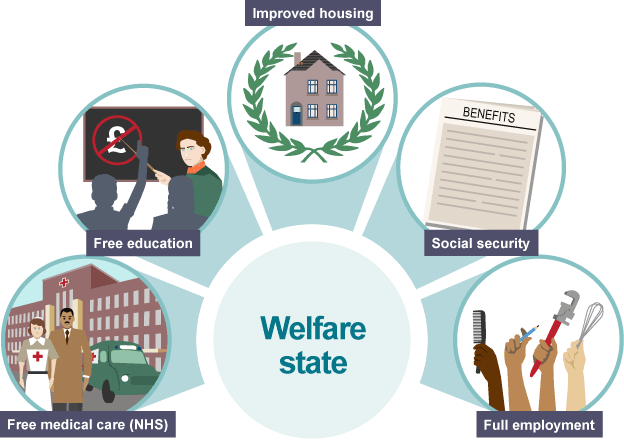 Improved housing
£
BENEFITS
Free education
Social security
Welfare
state
Free medical care (NHS)
Full employment